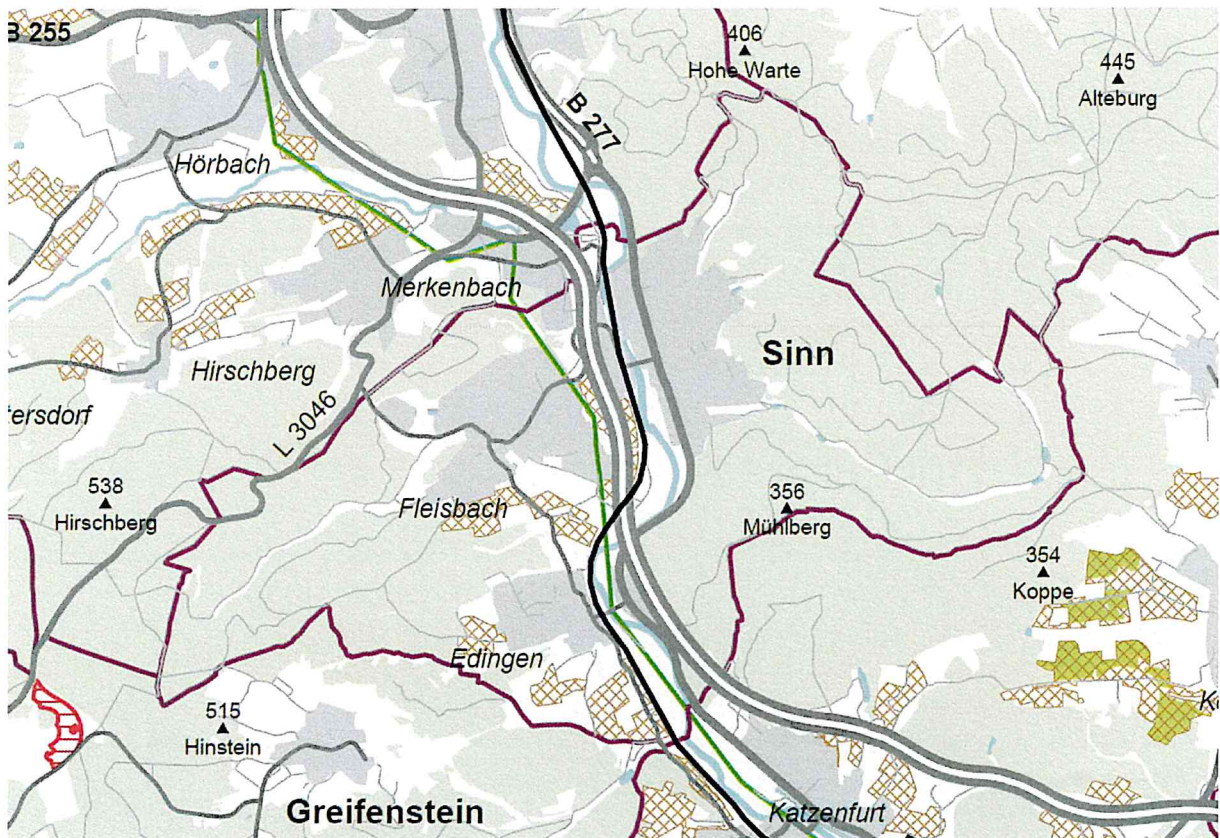 B 255
406
Hohe Warte
445
Alteburg
B 277
Hörbach
Merkenbach
Sinn
Hirschberg
tersdorf
L 3046
538
Hirschberg
Fleisbach
356
Mühlberg
354
Koppe
Edingen
515
Hinstein
K
Greifenstein
Katzenfurt